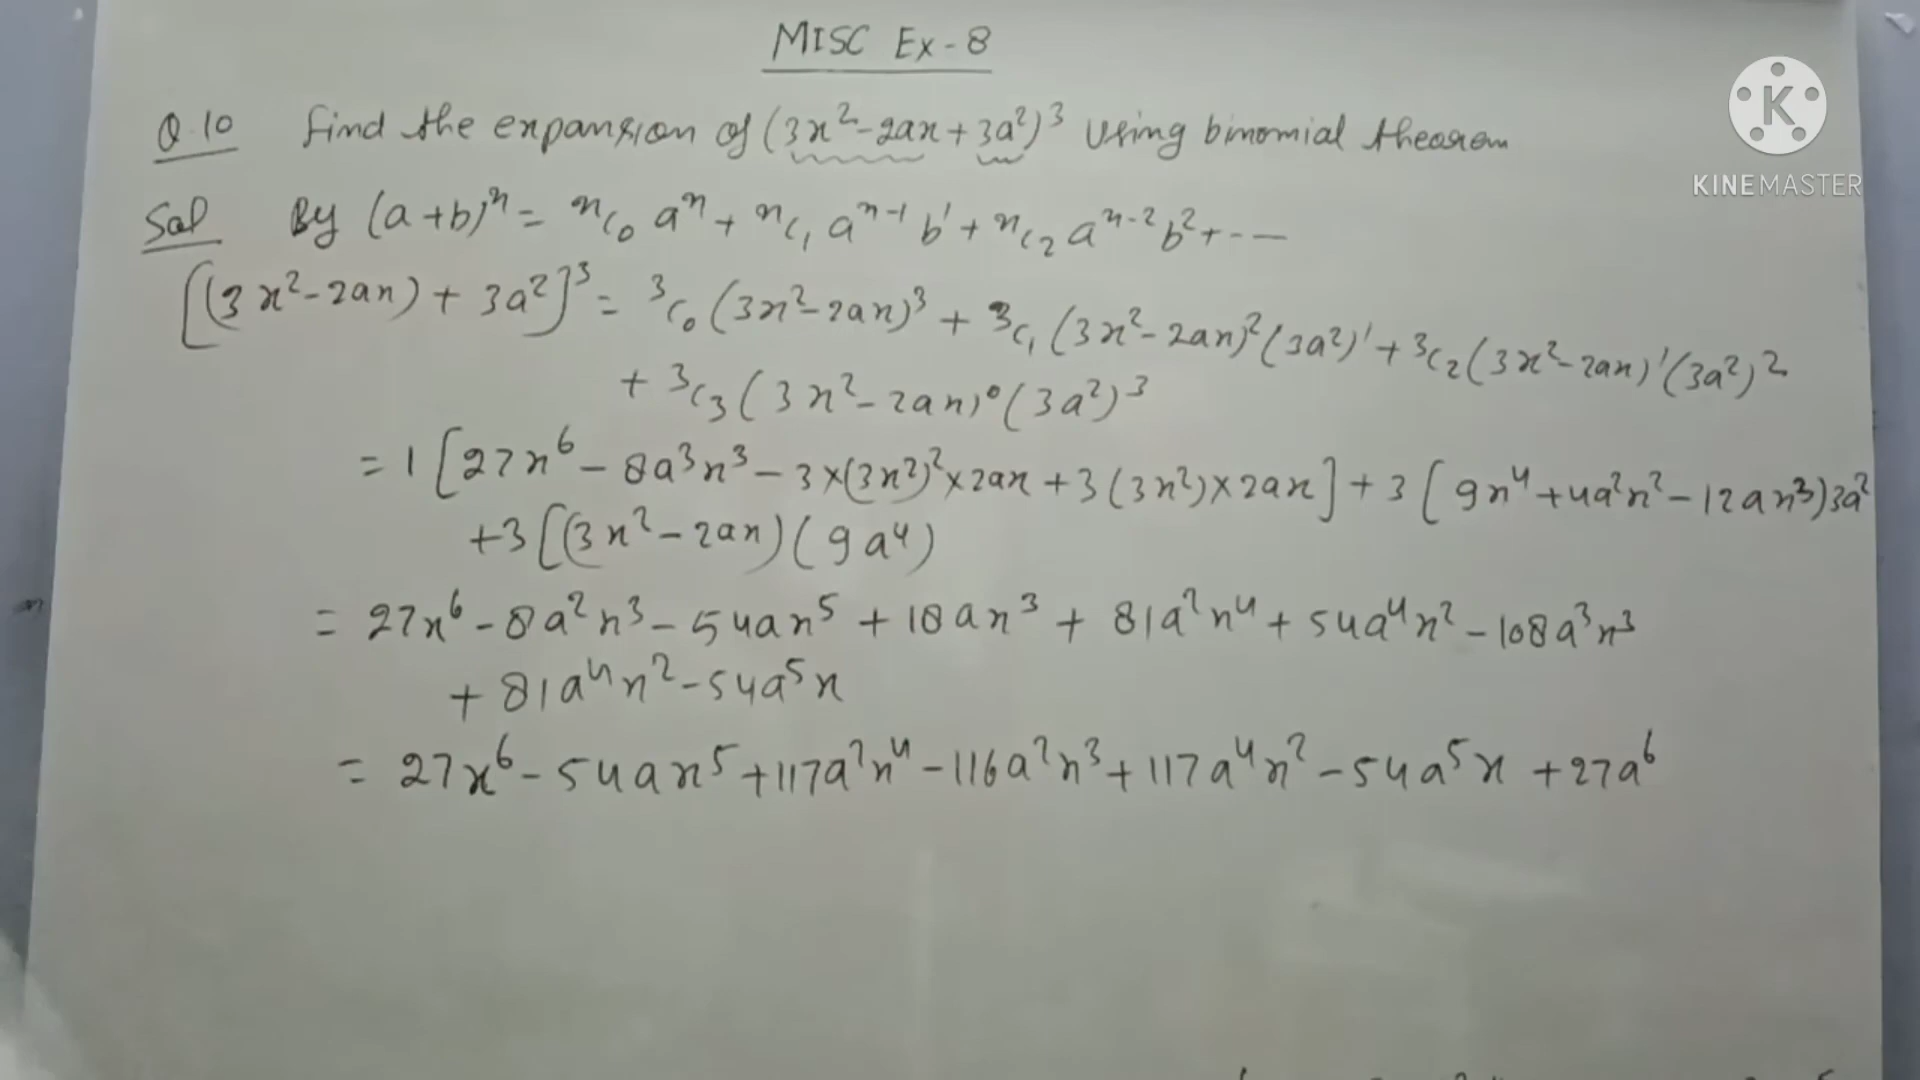 MISC Ex-8
K
KINEMASTER
Q.10 Find the expansion of (3x²-2ax+3a²)³ using binomial theorem
Sol By (a+b)ⁿ = ⁿC₀ aⁿ + ⁿC₁ aⁿ⁻¹ b¹ + ⁿC₂ aⁿ⁻² b² + ---
[(3x²-2ax) + 3a²]³ = ³C₀ (3x²-2ax)³ + ³C₁ (3x²-2ax)² (3a²)¹ + ³C₂ (3x²-2ax)¹ (3a²)²
+ ³C₃ (3x²-2ax)⁰ (3a²)³
= 1 [27x⁶ - 8a³x³ - 3×(3x²)²×2ax + 3(3x²)×2ax] + 3 [9x⁴ + 4a²x² - 12ax³) 3a²
+3 [(3x²-2ax) (9a⁴)
= 27x⁶ - 8a²x³ - 54ax⁵ + 18ax³ + 81a²x⁴ + 54a⁴x² - 108a³x³
+ 81a⁴x² - 54a⁵x
= 27x⁶ - 54ax⁵ + 117a²x⁴ - 116a²x³ + 117a⁴x² - 54a⁵x + 27a⁶